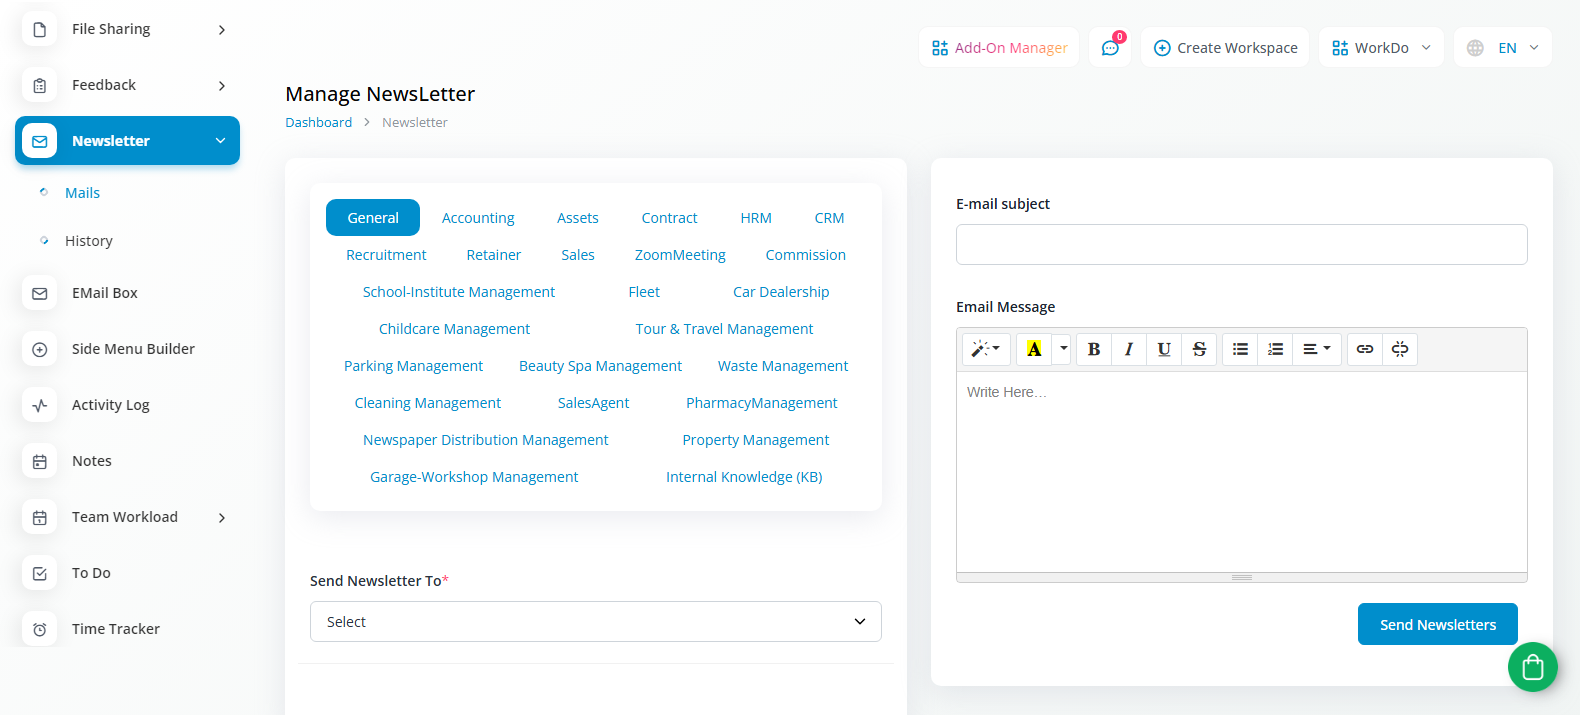 File Sharing
Feedback
Newsletter
Mails
History
EMail Box
Side Menu Builder
Activity Log
Notes
Team Workload
To Do
Time Tracker
Add-On Manager
0
Create Workspace
WorkDo
EN
Manage NewsLetter
Dashboard > Newsletter
General Accounting Assets Contract HRM CRM
Recruitment Retainer Sales ZoomMeeting Commission
School-Institute Management Fleet Car Dealership
Childcare Management Tour & Travel Management
Parking Management Beauty Spa Management Waste Management
Cleaning Management SalesAgent PharmacyManagement
Newspaper Distribution Management Property Management
Garage-Workshop Management Internal Knowledge (KB)
Send Newsletter To*
Select
E-mail subject
Email Message
A B I U S
Write Here...
Send Newsletters